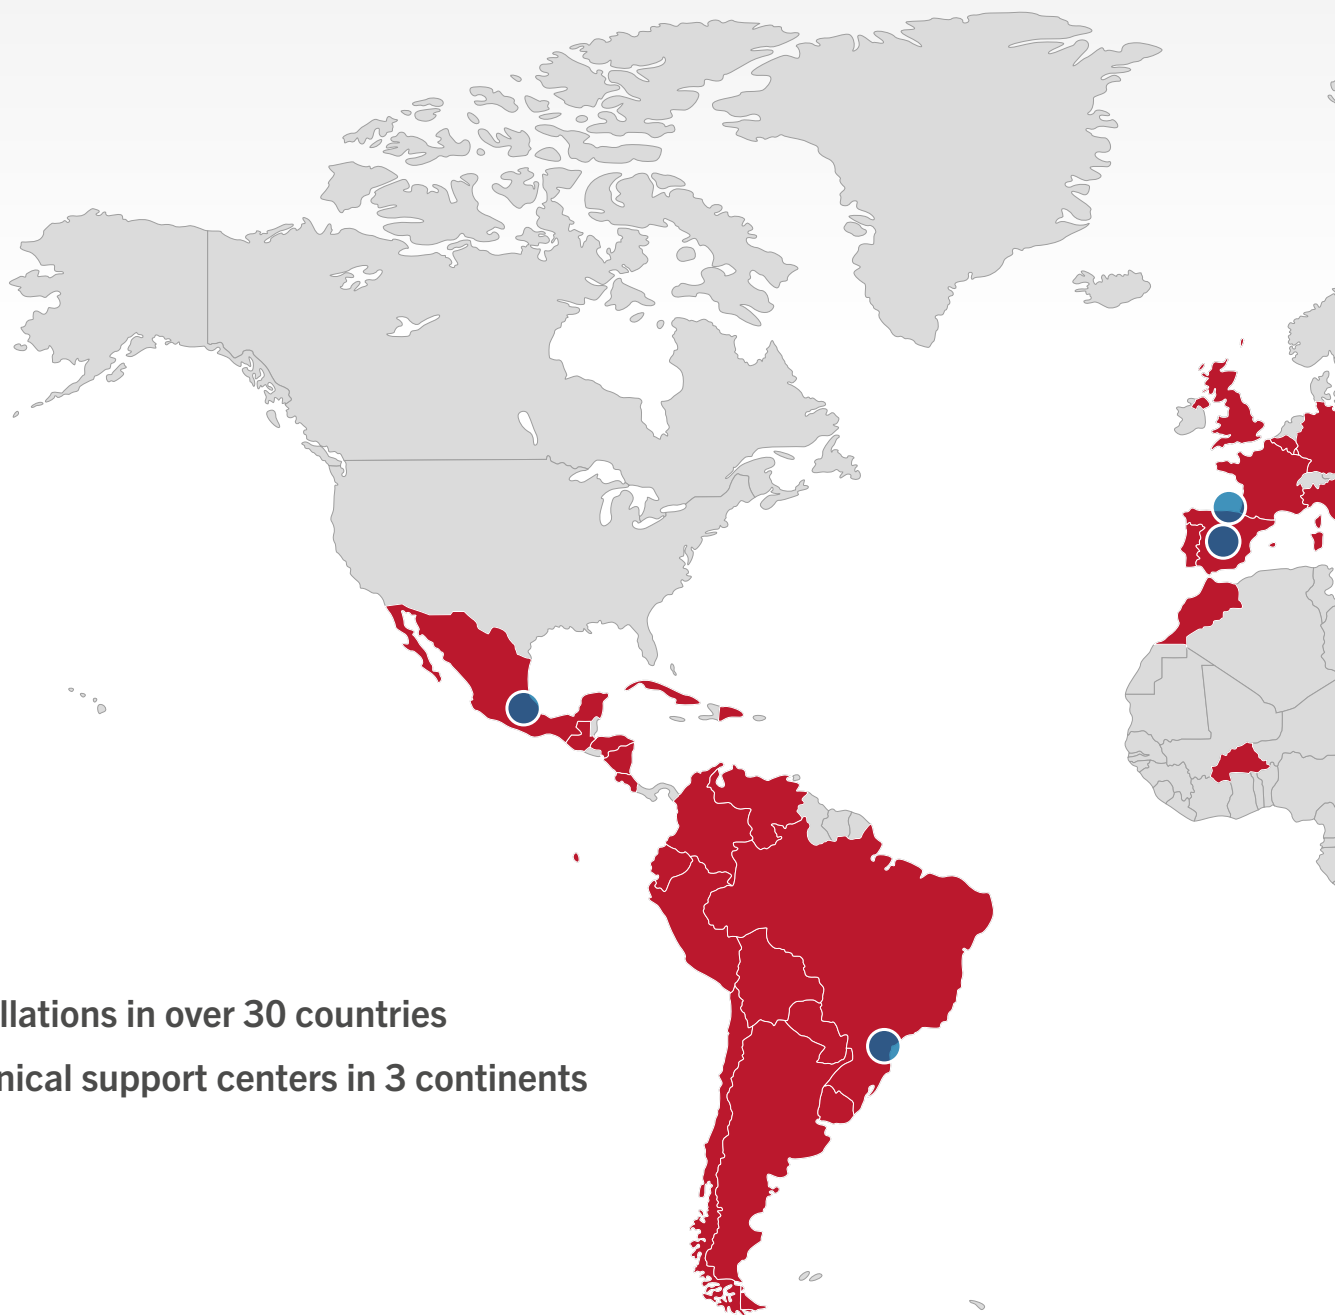 llations in over 30 countries
nical support centers in 3 continents